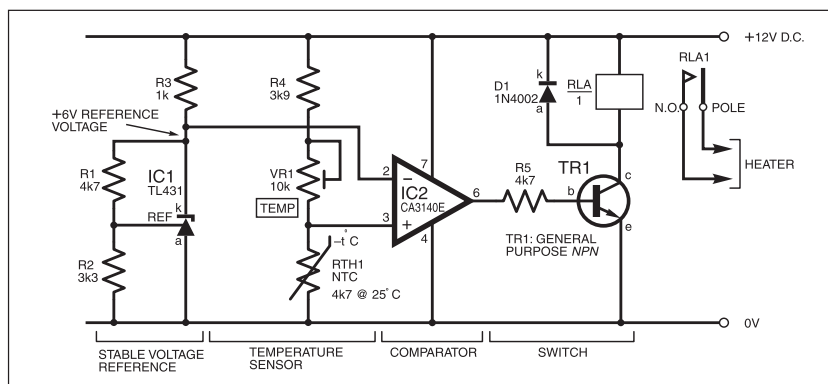 +12V D.C.
R3
1k
R4
3k9
D1
1N4002
k
a
RLA
1
RLA1
N.O.
POLE
HEATER
+6V REFERENCE
VOLTAGE
R1
4k7
IC1
TL431
k
REF
a
VR1
10k
TEMP
2
7
IC2
CA3140E
3
4
6
–
+
R5
4k7
TR1
c
b
e
TR1: GENERAL
PURPOSE NPN
R2
3k3
–t°C
RTH1
NTC
4k7 @ 25°C
0V
STABLE VOLTAGE
REFERENCE
TEMPERATURE
SENSOR
COMPARATOR
SWITCH